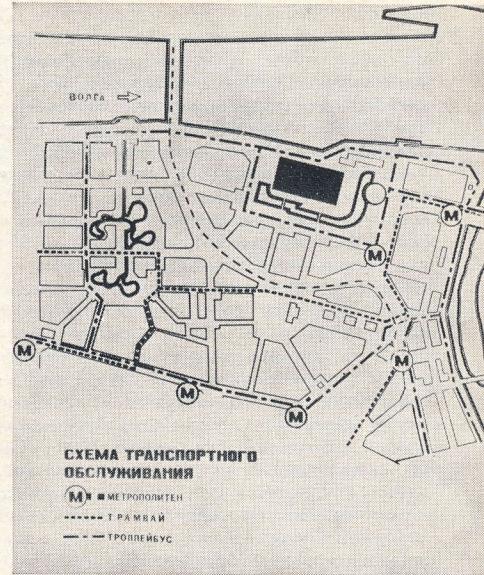 ВОЛГА
М
М
М
М
М
М
СХЕМА ТРАНСПОРТНОГО
ОБСЛУЖИВАНИЯ
М МЕТРОПОЛИТЕН
ТРАМВАЙ
ТРОЛЛЕЙБУС